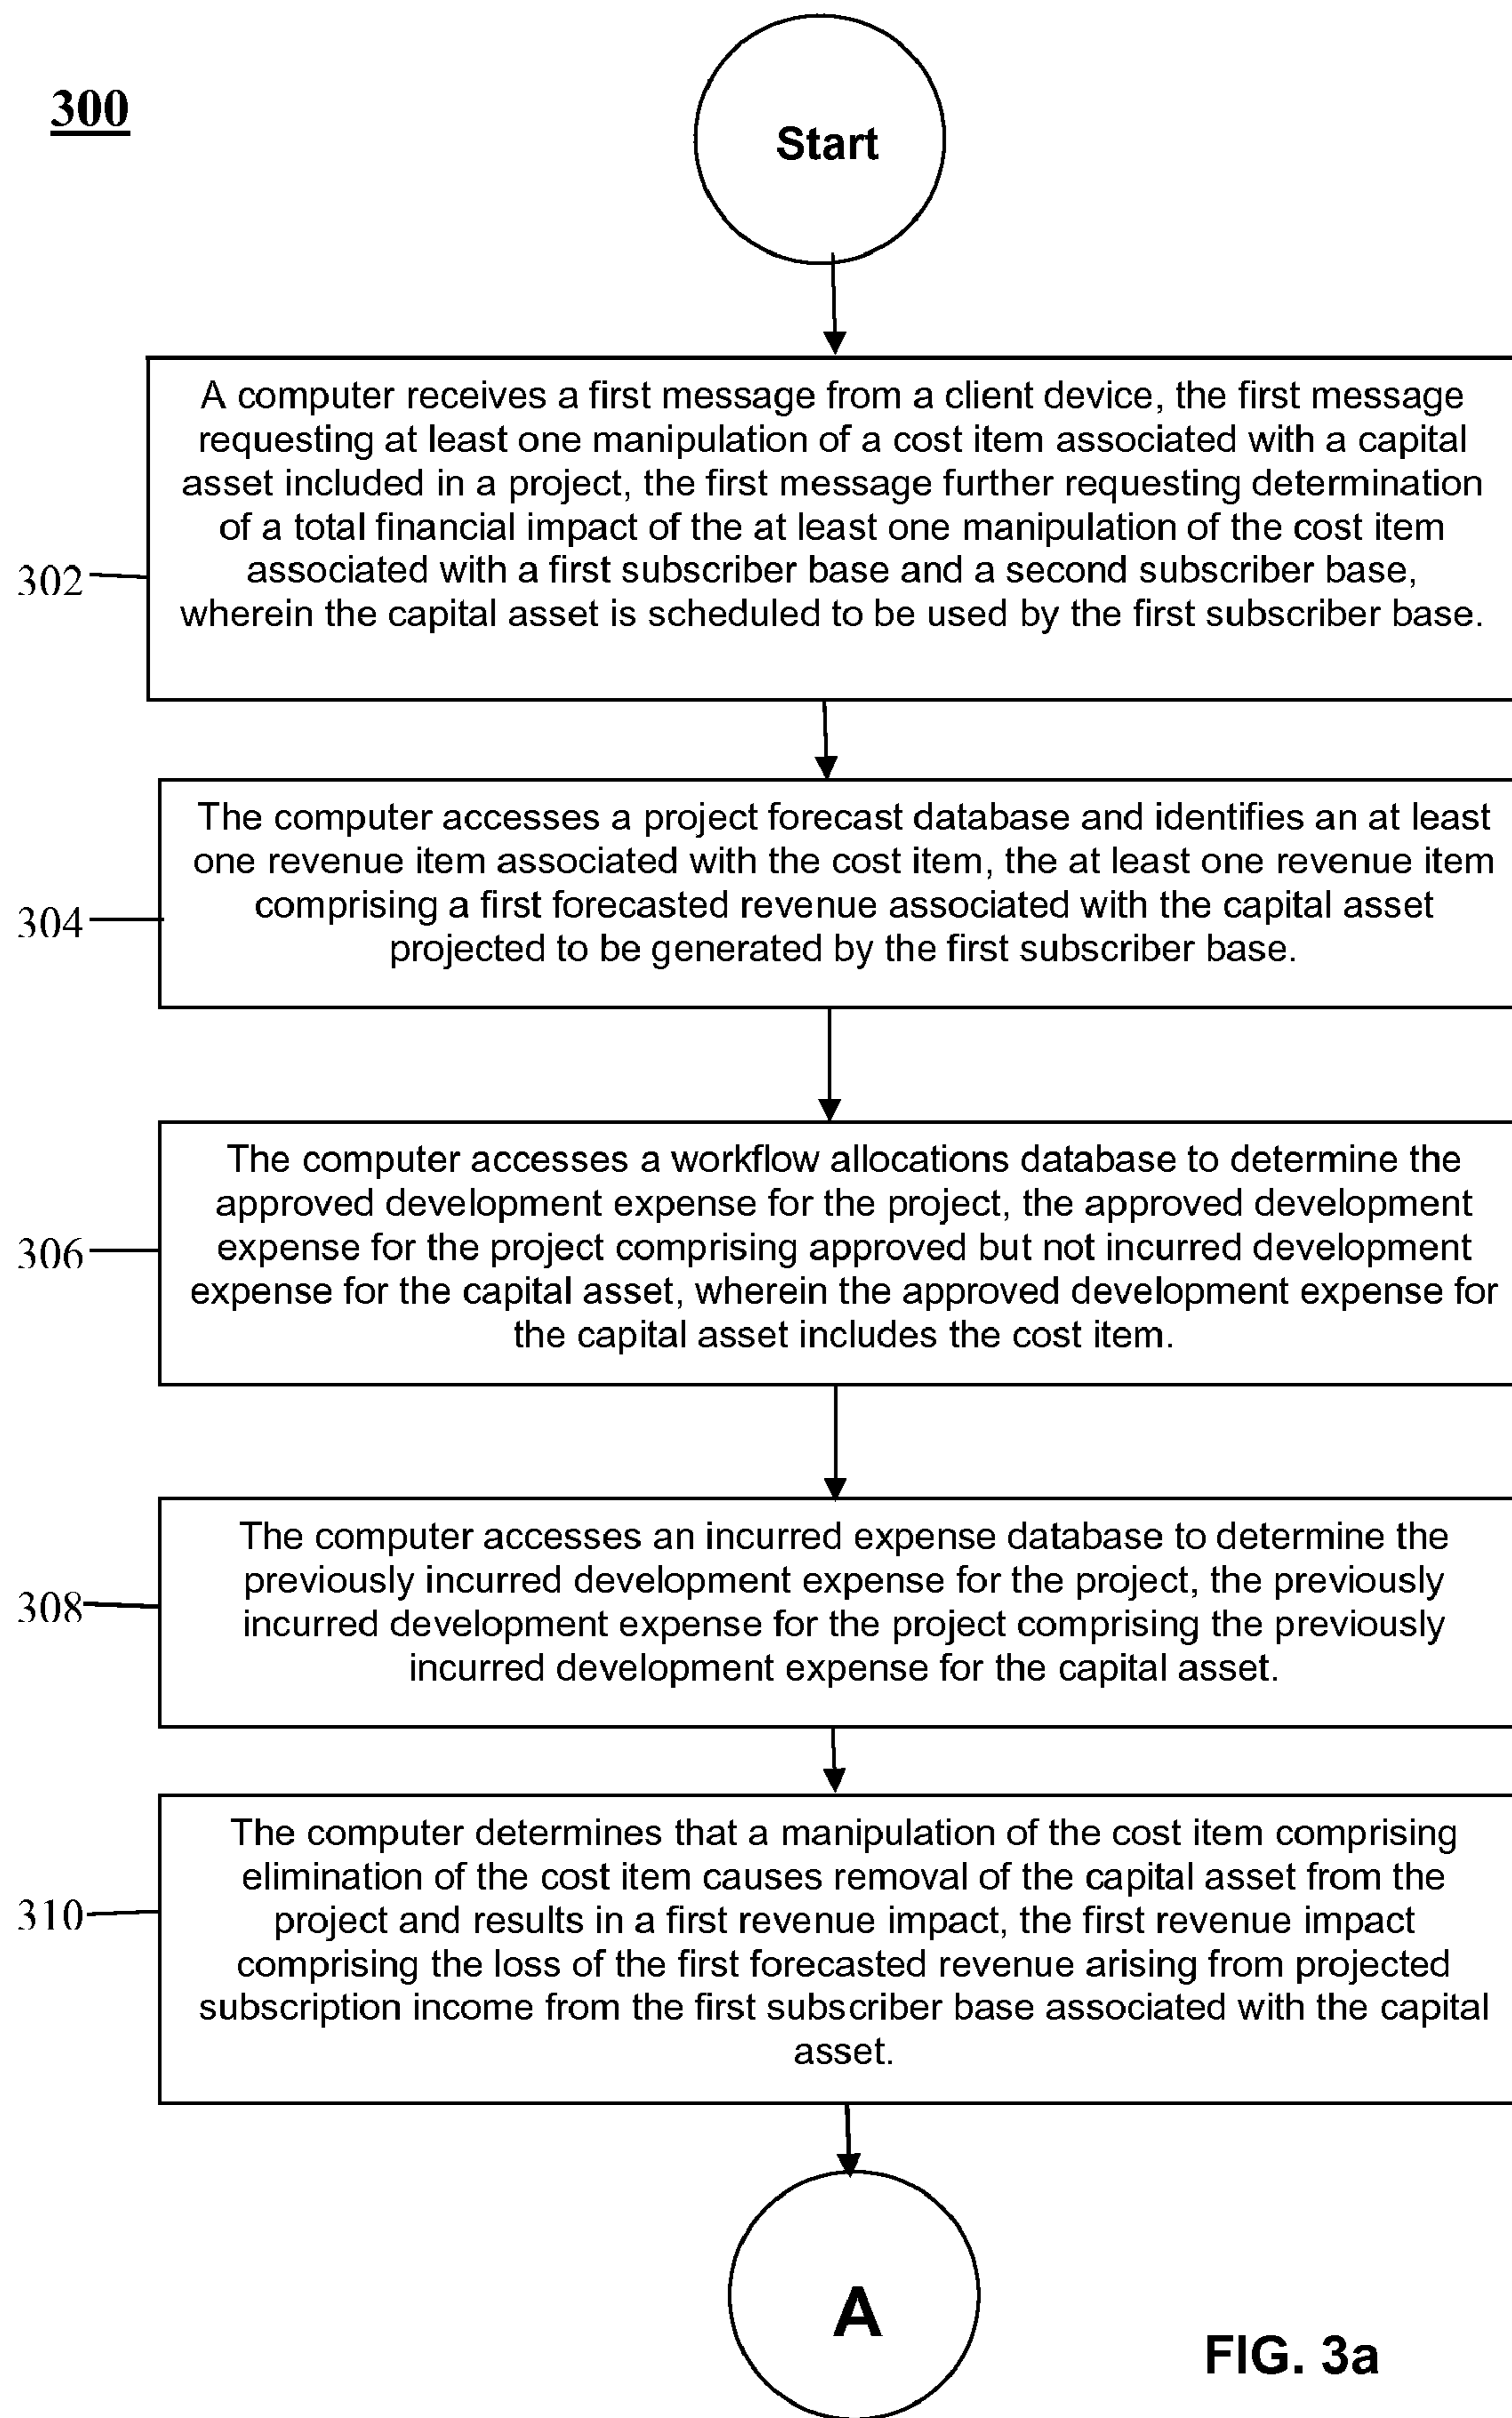 300
Start
A computer receives a first message from a client device, the first message
requesting at least one manipulation of a cost item associated with a capital
asset included in a project, the first message further requesting determination
of a total financial impact of the at least one manipulation of the cost item
associated with a first subscriber base and a second subscriber base,
wherein the capital asset is scheduled to be used by the first subscriber base.
302
The computer accesses a project forecast database and identifies an at least
one revenue item associated with the cost item, the at least one revenue item
comprising a first forecasted revenue associated with the capital asset
projected to be generated by the first subscriber base.
304
The computer accesses a workflow allocations database to determine the
approved development expense for the project, the approved development
expense for the project comprising approved but not incurred development
expense for the capital asset, wherein the approved development expense for
the capital asset includes the cost item.
306
The computer accesses an incurred expense database to determine the
previously incurred development expense for the project, the previously
incurred development expense for the project comprising the previously
incurred development expense for the capital asset.
308
The computer determines that a manipulation of the cost item comprising
elimination of the cost item causes removal of the capital asset from the
project and results in a first revenue impact, the first revenue impact
comprising the loss of the first forecasted revenue arising from projected
subscription income from the first subscriber base associated with the capital
asset.
310
A
FIG. 3a